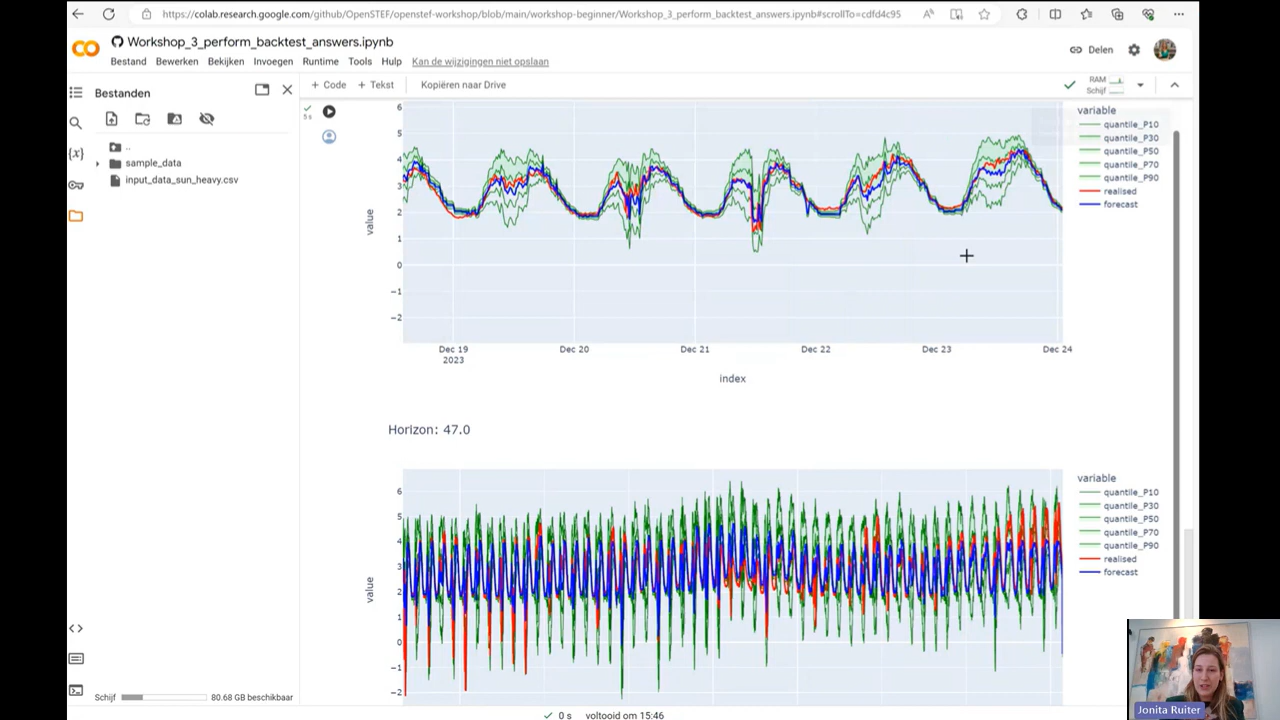 https://colab.research.google.com/github/OpenSTEF/openstef-workshop/blob/main/workshop-beginner/Workshop_3_perform_backtest_answers.ipynb#scrollTo=cdfd4c95
Workshop_3_perform_backtest_answers.ipynb
Delen
Bestand Bewerken Bekijken Invoegen Runtime Tools Help Kan de wijzigingen niet opslaan
+ Code + Tekst Kopiëren naar Drive
RAM
Schijf
Bestanden
..
sample_data
input_data_sun_heavy.csv
5 s
variable
quantile_P10
quantile_P30
quantile_P50
quantile_P70
quantile_P90
realised
forecast
6
5
4
3
2
1
0
−1
−2
value
Dec 19
2023
Dec 20
Dec 21
Dec 22
Dec 23
Dec 24
index
Horizon: 47.0
variable
quantile_P10
quantile_P30
quantile_P50
quantile_P70
quantile_P90
realised
forecast
6
5
4
3
2
1
0
−1
−2
value
Schijf 80.68 GB beschikbaar
0 s voltooid om 15:46
Jonita Ruiter